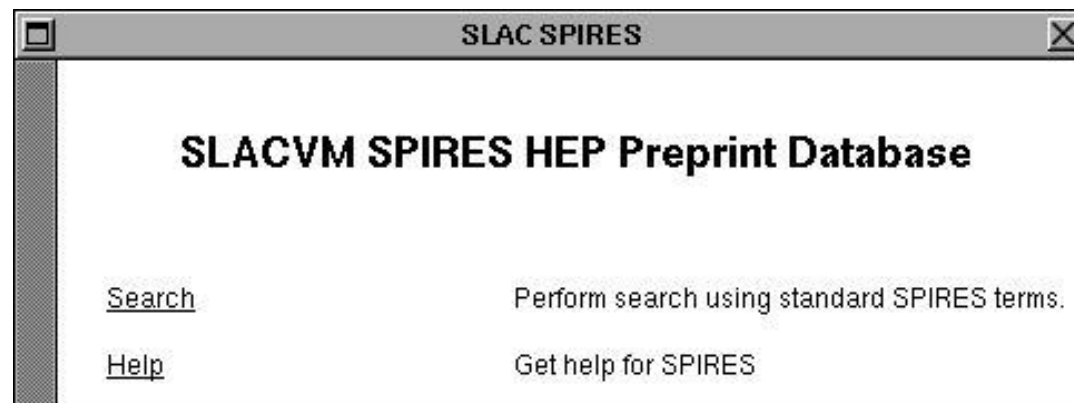 SLAC SPIRES
SLACVM SPIRES HEP Preprint Database
Search Perform search using standard SPIRES terms.
Help Get help for SPIRES